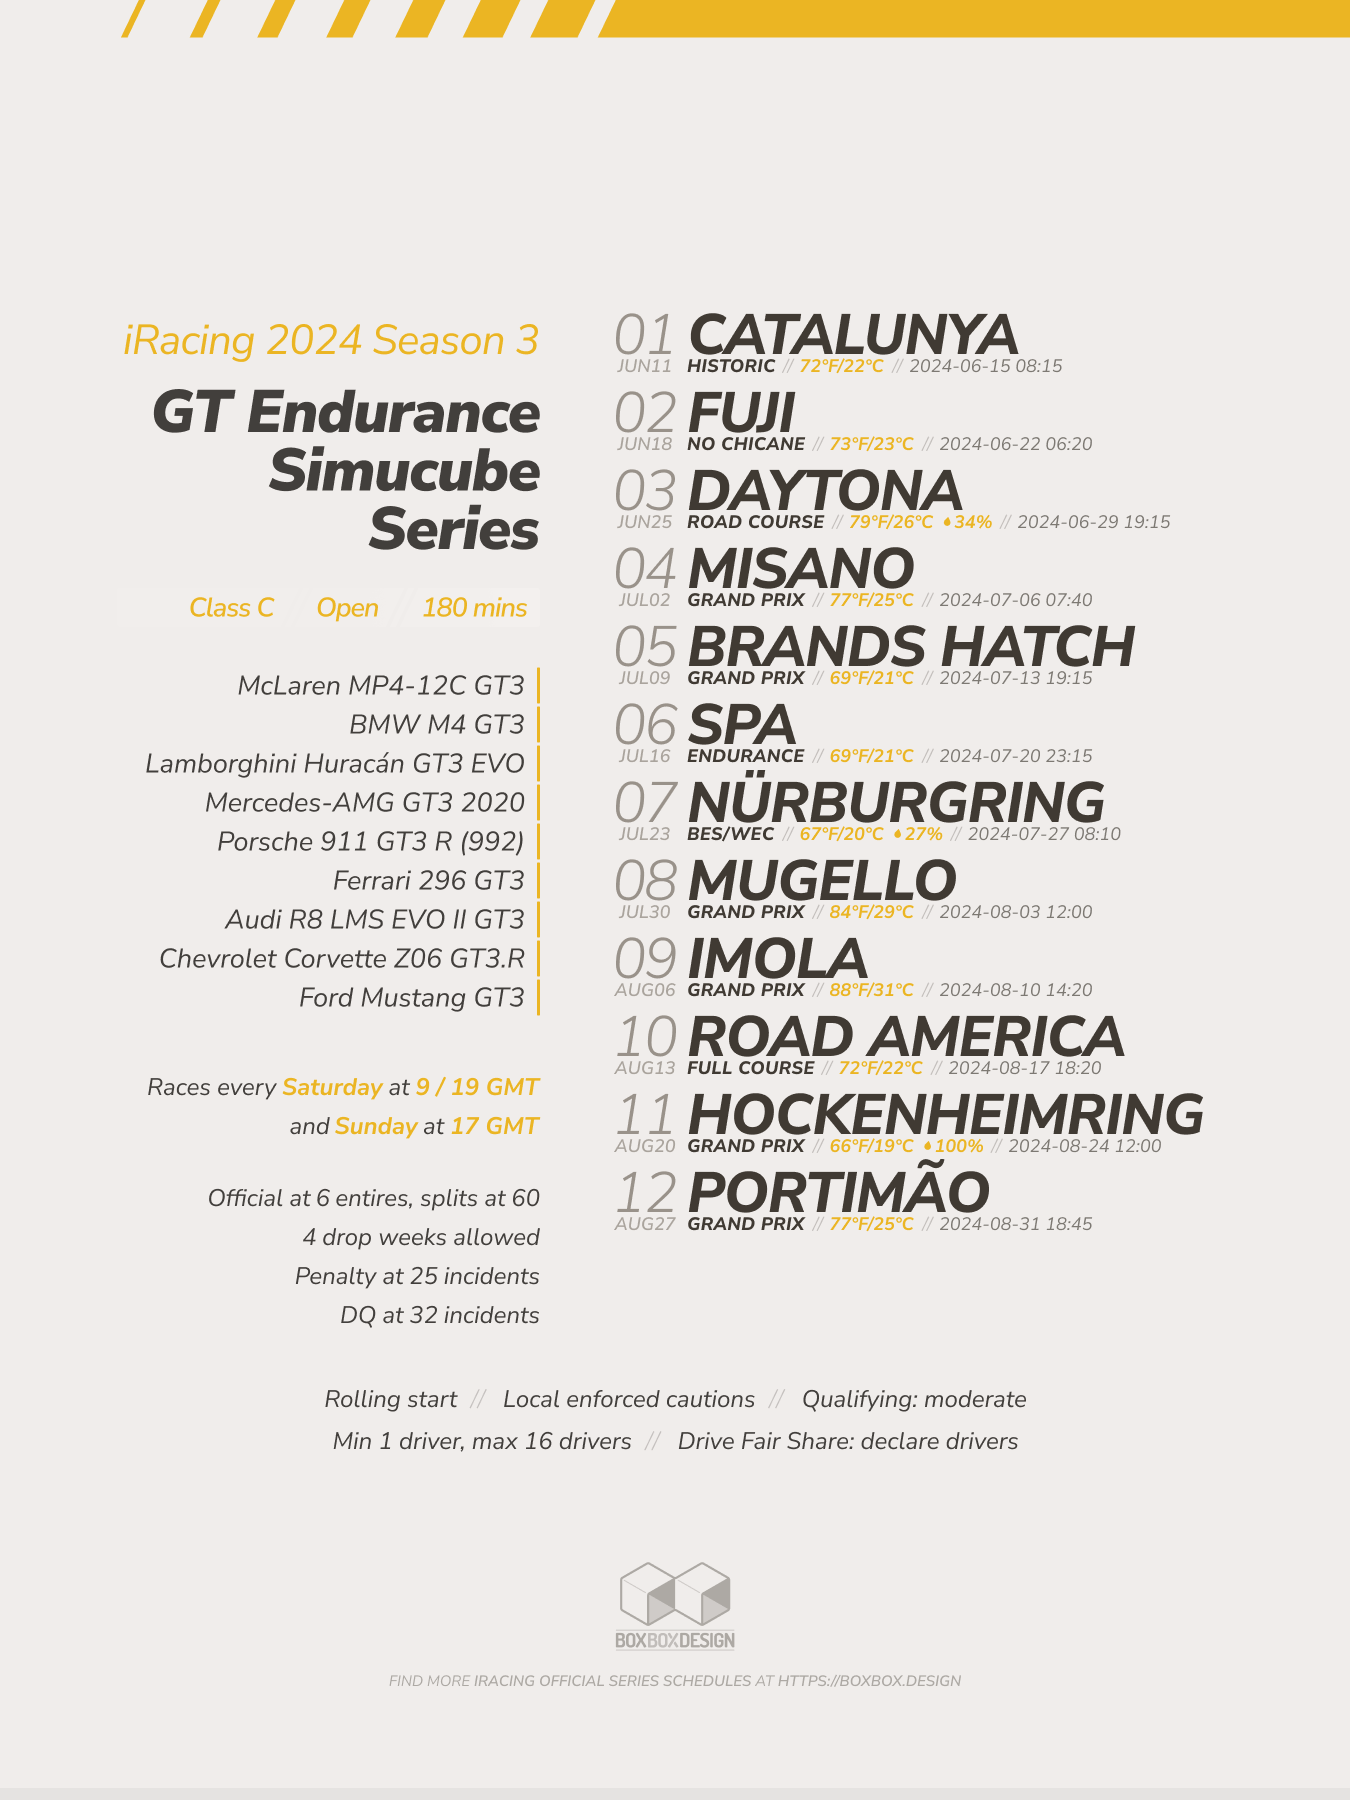 iRacing 2024 Season 3
GT Endurance
Simucube
Series
Class C // Open // 180 mins
McLaren MP4-12C GT3
BMW M4 GT3
Lamborghini Huracán GT3 EVO
Mercedes-AMG GT3 2020
Porsche 911 GT3 R (992)
Ferrari 296 GT3
Audi R8 LMS EVO II GT3
Chevrolet Corvette Z06 GT3.R
Ford Mustang GT3
Races every Saturday at 9 / 19 GMT
and Sunday at 17 GMT
Official at 6 entires, splits at 60
4 drop weeks allowed
Penalty at 25 incidents
DQ at 32 incidents
01 CATALUNYA
JUN11 HISTORIC // 72°F/22°C // 2024-06-15 08:15
02 FUJI
JUN18 NO CHICANE // 73°F/23°C // 2024-06-22 06:20
03 DAYTONA
JUN25 ROAD COURSE // 79°F/26°C 34% // 2024-06-29 19:15
04 MISANO
JUL02 GRAND PRIX // 77°F/25°C // 2024-07-06 07:40
05 BRANDS HATCH
JUL09 GRAND PRIX // 69°F/21°C // 2024-07-13 19:15
06 SPA
JUL16 ENDURANCE // 69°F/21°C // 2024-07-20 23:15
07 NÜRBURGRING
JUL23 BES/WEC // 67°F/20°C 27% // 2024-07-27 08:10
08 MUGELLO
JUL30 GRAND PRIX // 84°F/29°C // 2024-08-03 12:00
09 IMOLA
AUG06 GRAND PRIX // 88°F/31°C // 2024-08-10 14:20
10 ROAD AMERICA
AUG13 FULL COURSE // 72°F/22°C // 2024-08-17 18:20
11 HOCKENHEIMRING
AUG20 GRAND PRIX // 66°F/19°C 100% // 2024-08-24 12:00
12 PORTIMÃO
AUG27 GRAND PRIX // 77°F/25°C // 2024-08-31 18:45
Rolling start // Local enforced cautions // Qualifying: moderate
Min 1 driver, max 16 drivers // Drive Fair Share: declare drivers
BOXBOXDESIGN
FIND MORE IRACING OFFICIAL SERIES SCHEDULES AT HTTPS://BOXBOX.DESIGN